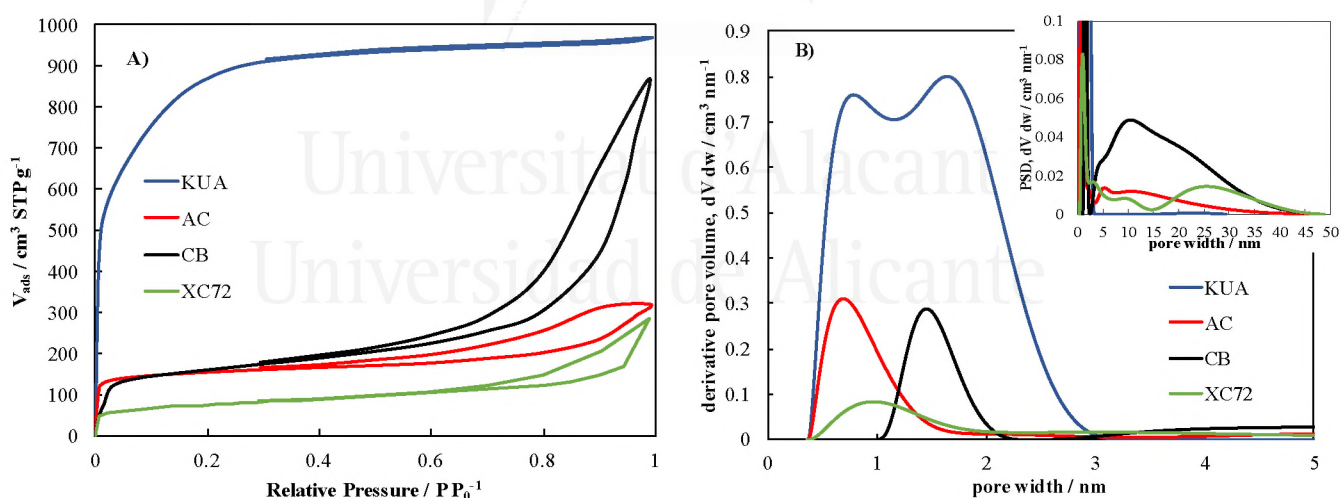 A)
V_ads / cm³ STP g⁻¹
1000
900
800
700
600
500
400
300
200
100
0
KUA
AC
CB
XC72
0
0.2
0.4
0.6
0.8
1
Relative Pressure / P P₀⁻¹
Universitat d'Alacant
Universidad de Alicante
B)
derivative pore volume, dV dw / cm³ nm⁻¹
0.9
0.8
0.7
0.6
0.5
0.4
0.3
0.2
0.1
0
0
1
2
3
4
5
pore width / nm
PSD, dV dw / cm³ nm⁻¹
0.1
0.08
0.06
0.04
0.02
0
0 5 10 15 20 25 30 35 40 45 50
pore width / nm
KUA
AC
CB
XC72